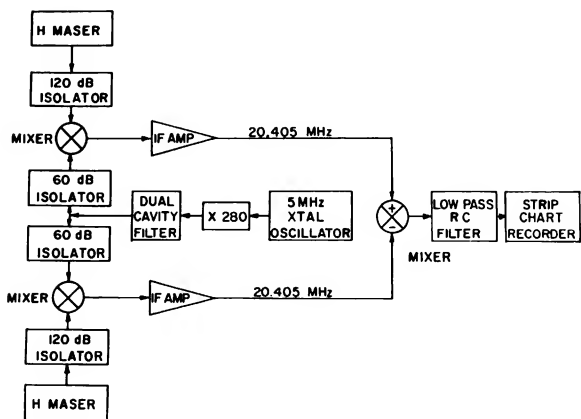 H MASER
120 dB
ISOLATOR
MIXER
IF AMP
20.405 MHz
60 dB
ISOLATOR
DUAL
CAVITY
FILTER
X 280
5 MHz
XTAL
OSCILLATOR
+
-
MIXER
LOW PASS
R C
FILTER
STRIP
CHART
RECORDER
60 dB
ISOLATOR
MIXER
IF AMP
20.405 MHz
120 dB
ISOLATOR
H MASER